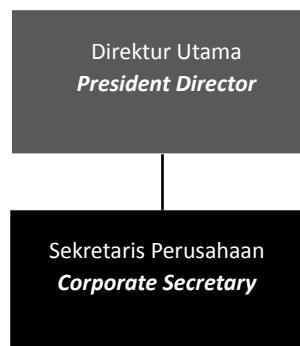 Direktur Utama
President Director
Sekretaris Perusahaan
Corporate Secretary